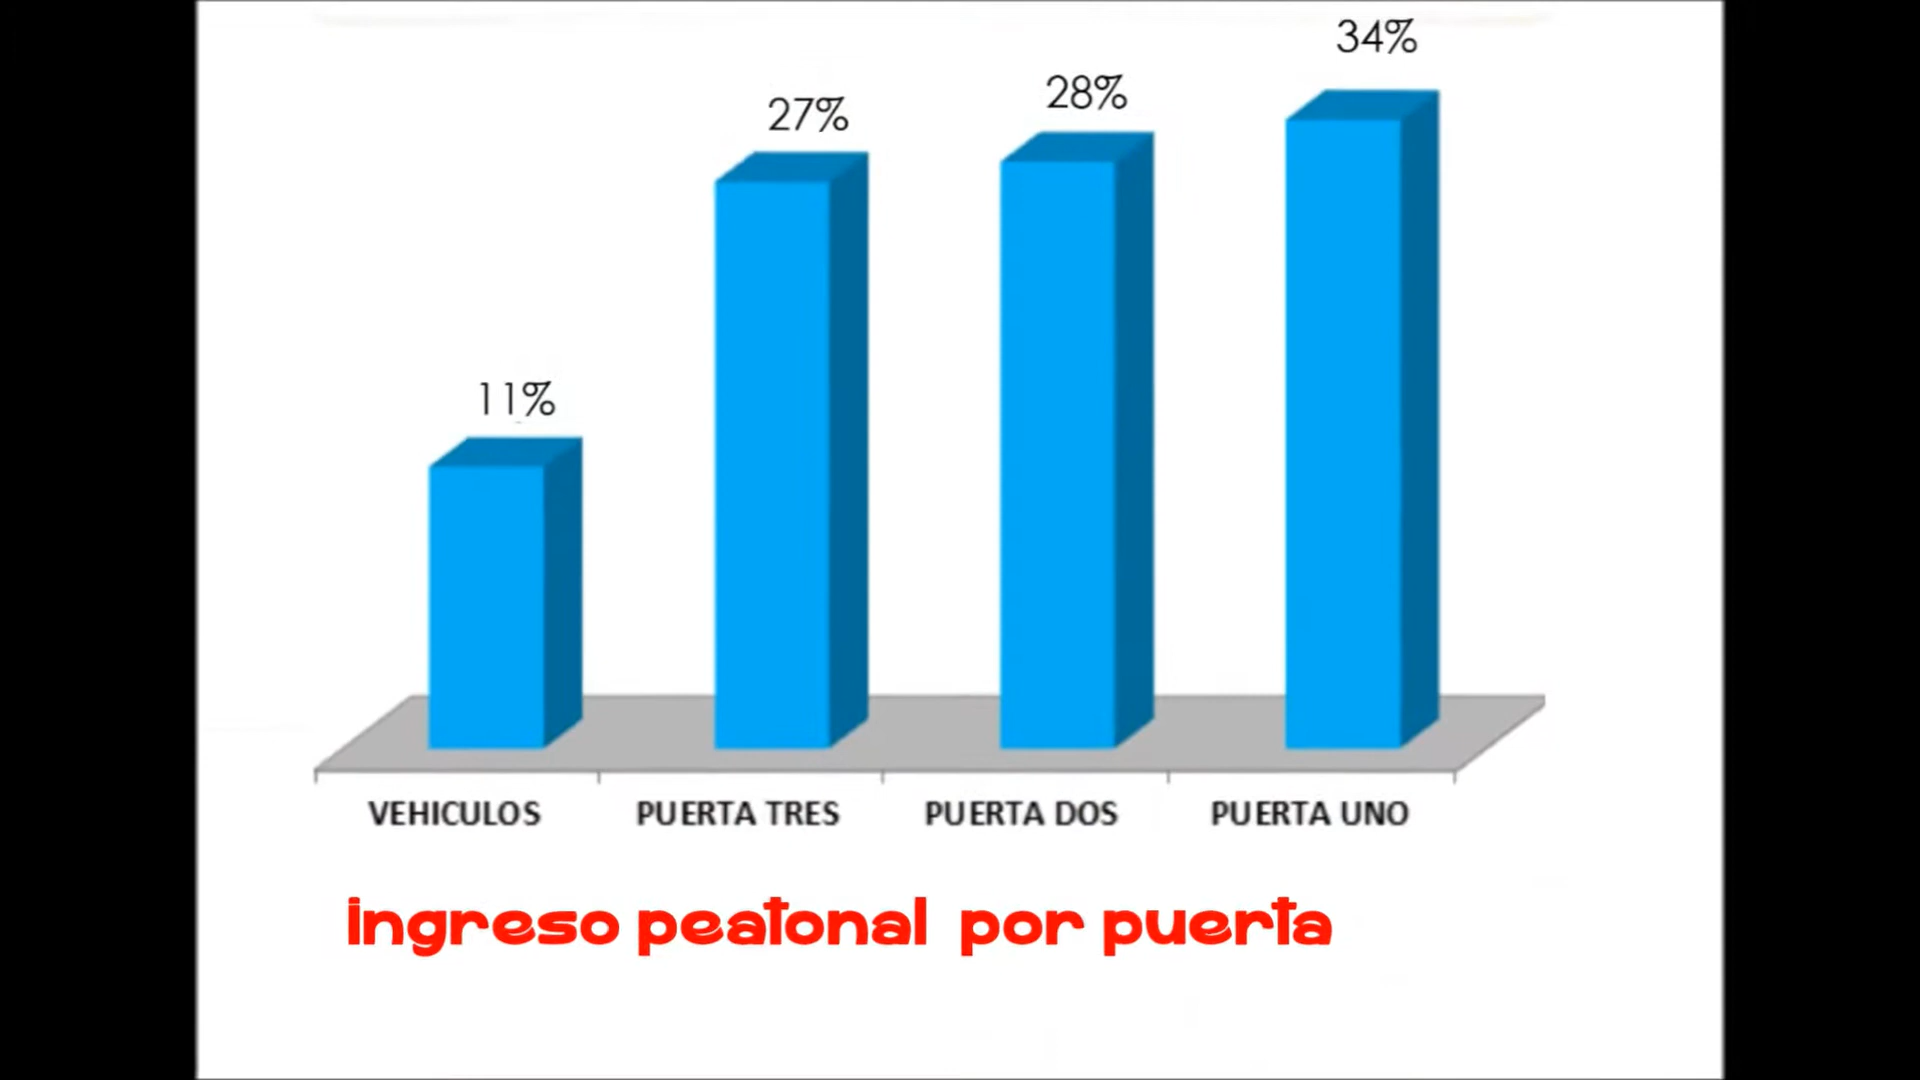 34%
28%
27%
11%
VEHICULOS PUERTA TRES PUERTA DOS PUERTA UNO
ingreso peatonal por puerta